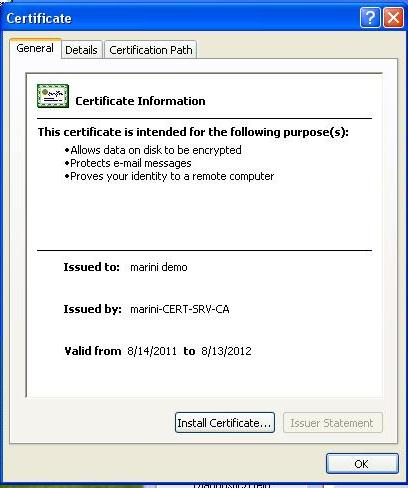 Certificate
General Details Certification Path
Certificate Information
This certificate is intended for the following purpose(s):
•Allows data on disk to be encrypted
•Protects e-mail messages
•Proves your identity to a remote computer
Issued to: marini demo
Issued by: marini-CERT-SRV-CA
Valid from 8/14/2011 to 8/13/2012
Install Certificate... Issuer Statement
OK